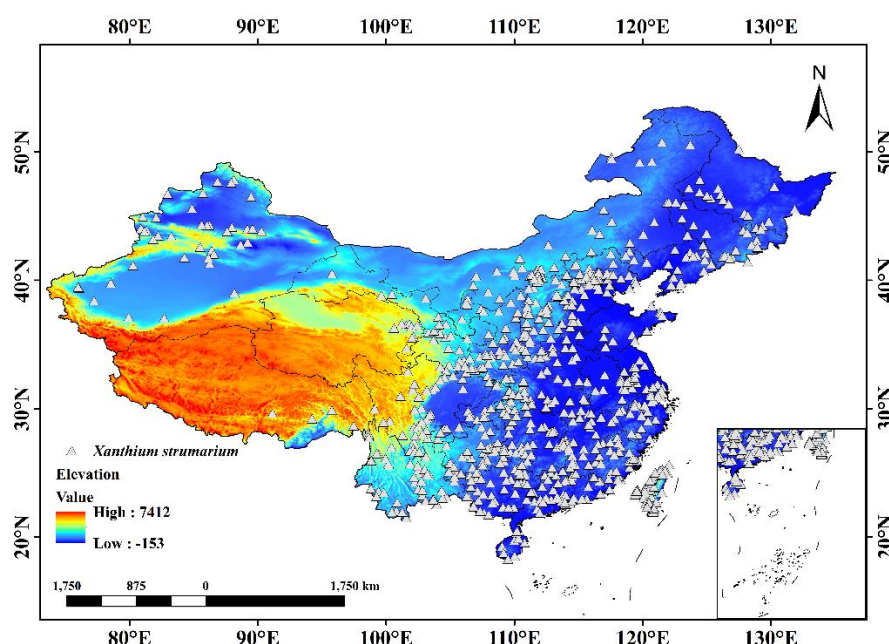 80°E 90°E 100°E 110°E 120°E 130°E
N
50°N 50°N
40°N 40°N
30°N 30°N
Xanthium strumarium
Elevation
Value
High : 7412
Low : -153
20°N 20°N
1,750 875 0 1,750 km
80°E 90°E 100°E 110°E 120°E 130°E